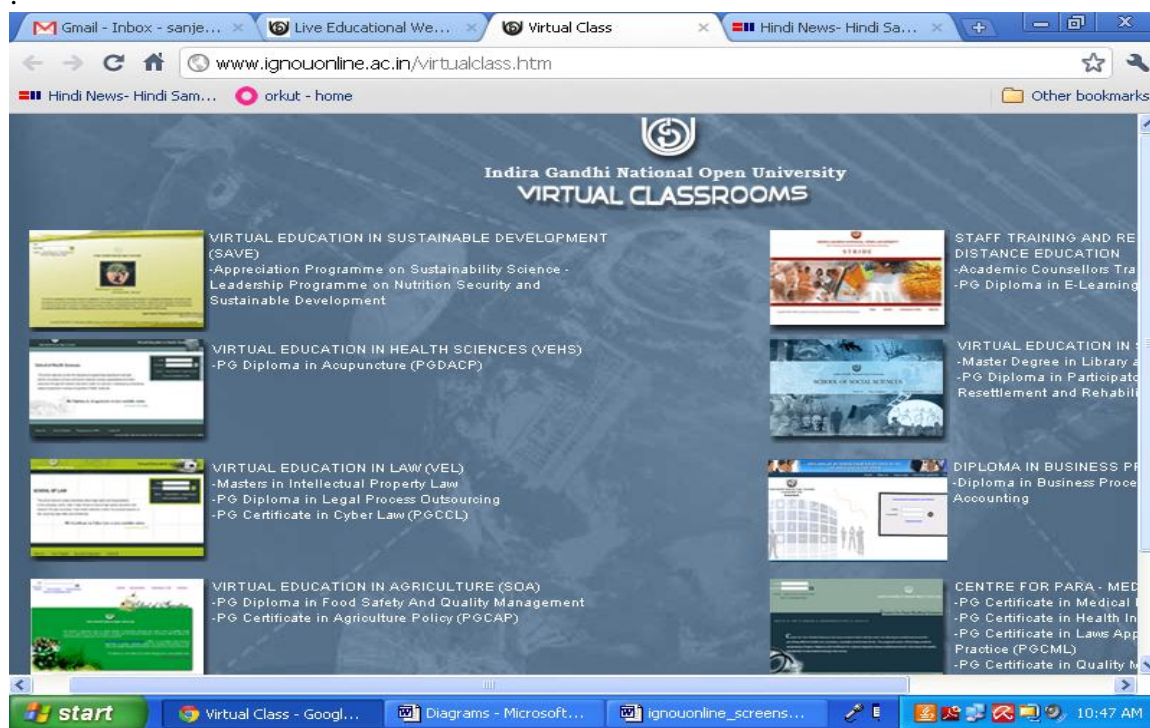 .
Gmail - Inbox - sanje...
Live Educational We...
Virtual Class
Hindi News- Hindi Sa...
www.ignouonline.ac.in/virtualclass.htm
Hindi News- Hindi Sam...
orkut - home
Other bookmarks
Indira Gandhi National Open University
VIRTUAL CLASSROOMS
VIRTUAL EDUCATION IN SUSTAINABLE DEVELOPMENT
(SAVE)
-Appreciation Programme on Sustainability Science -
Leadership Programme on Nutrition Security and
Sustainable Development
STRIDE
STAFF TRAINING AND RE
DISTANCE EDUCATION
-Academic Counsellors Tra
-PG Diploma in E-Learning
VIRTUAL EDUCATION IN HEALTH SCIENCES (VEHS)
-PG Diploma in Acupuncture (PGDACP)
SCHOOL OF SOCIAL SCIENCES
VIRTUAL EDUCATION IN S
-Master Degree in Library a
-PG Diploma in Participato
Resettlement and Rehabili
SCHOOL OF LAW
VIRTUAL EDUCATION IN LAW (VEL)
-Masters in Intellectual Property Law
-PG Diploma in Legal Process Outsourcing
-PG Certificate in Cyber Law (PGCCL)
DIPLOMA IN BUSINESS PR
-Diploma in Business Proce
Accounting
VIRTUAL EDUCATION IN AGRICULTURE (SOA)
-PG Diploma in Food Safety And Quality Management
-PG Certificate in Agriculture Policy (PGCAP)
CENTRE FOR PARA - MED
-PG Certificate in Medical
-PG Certificate in Health In
-PG Certificate in Laws App
Practice (PGCML)
-PG Certificate in Quality M
start
Virtual Class - Googl...
Diagrams - Microsoft...
ignouonline_screens...
10:47 AM